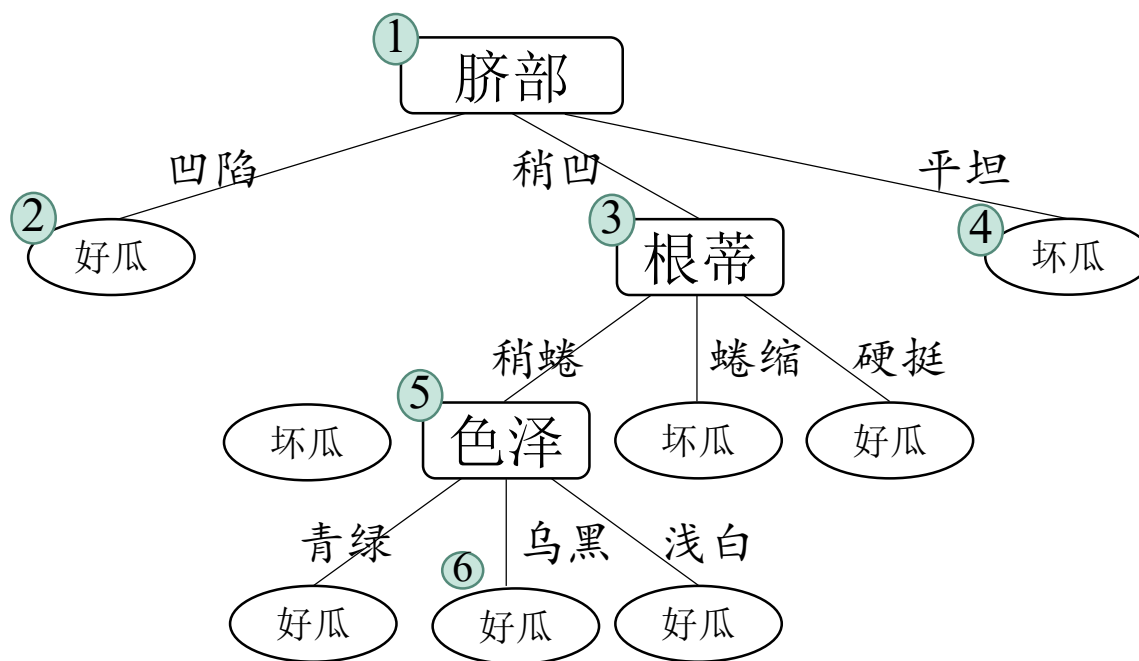 1
脐部
凹陷 稍凹 平坦
2 3 4
好瓜 根蒂 坏瓜
稍蜷 蜷缩 硬挺
5
坏瓜 色泽 坏瓜 好瓜
青绿 乌黑 浅白
6
好瓜 好瓜 好瓜